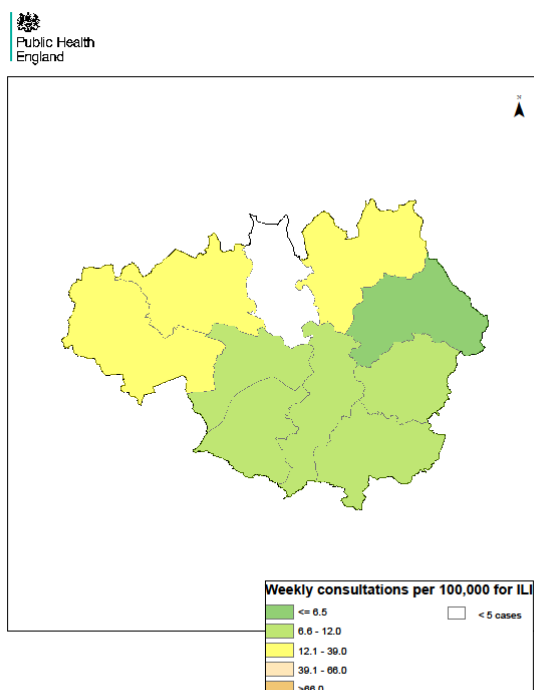 Public Health
England
N
Weekly consultations per 100,000 for ILI
<= 6.5
< 5 cases
6.6 - 12.0
12.1 - 39.0
39.1 - 66.0
>66.0